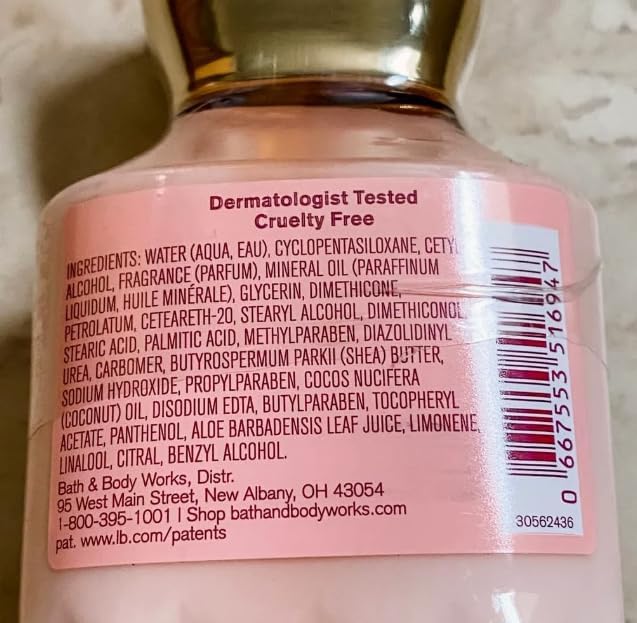 Dermatologist Tested
Cruelty Free
INGREDIENTS: WATER (AQUA, EAU), CYCLOPENTASILOXANE, CETYL
ALCOHOL, FRAGRANCE (PARFUM), MINERAL OIL (PARAFFINUM
LIQUIDUM, HUILE MINÉRALE), GLYCERIN, DIMETHICONE,
PETROLATUM, CETEARETH-20, STEARYL ALCOHOL, DIMETHICONOL,
STEARIC ACID, PALMITIC ACID, METHYLPARABEN, DIAZOLIDINYL
UREA, CARBOMER, BUTYROSPERMUM PARKII (SHEA) BUTTER,
SODIUM HYDROXIDE, PROPYLPARABEN, COCOS NUCIFERA
(COCONUT) OIL, DISODIUM EDTA, BUTYLPARABEN, TOCOPHERYL
ACETATE, PANTHENOL, ALOE BARBADENSIS LEAF JUICE, LIMONENE,
LINALOOL, CITRAL, BENZYL ALCOHOL.
Bath & Body Works, Distr.
95 West Main Street, New Albany, OH 43054
1-800-395-1001 | Shop bathandbodyworks.com
pat. www.lb.com/patents
0 667553 516947
30562436